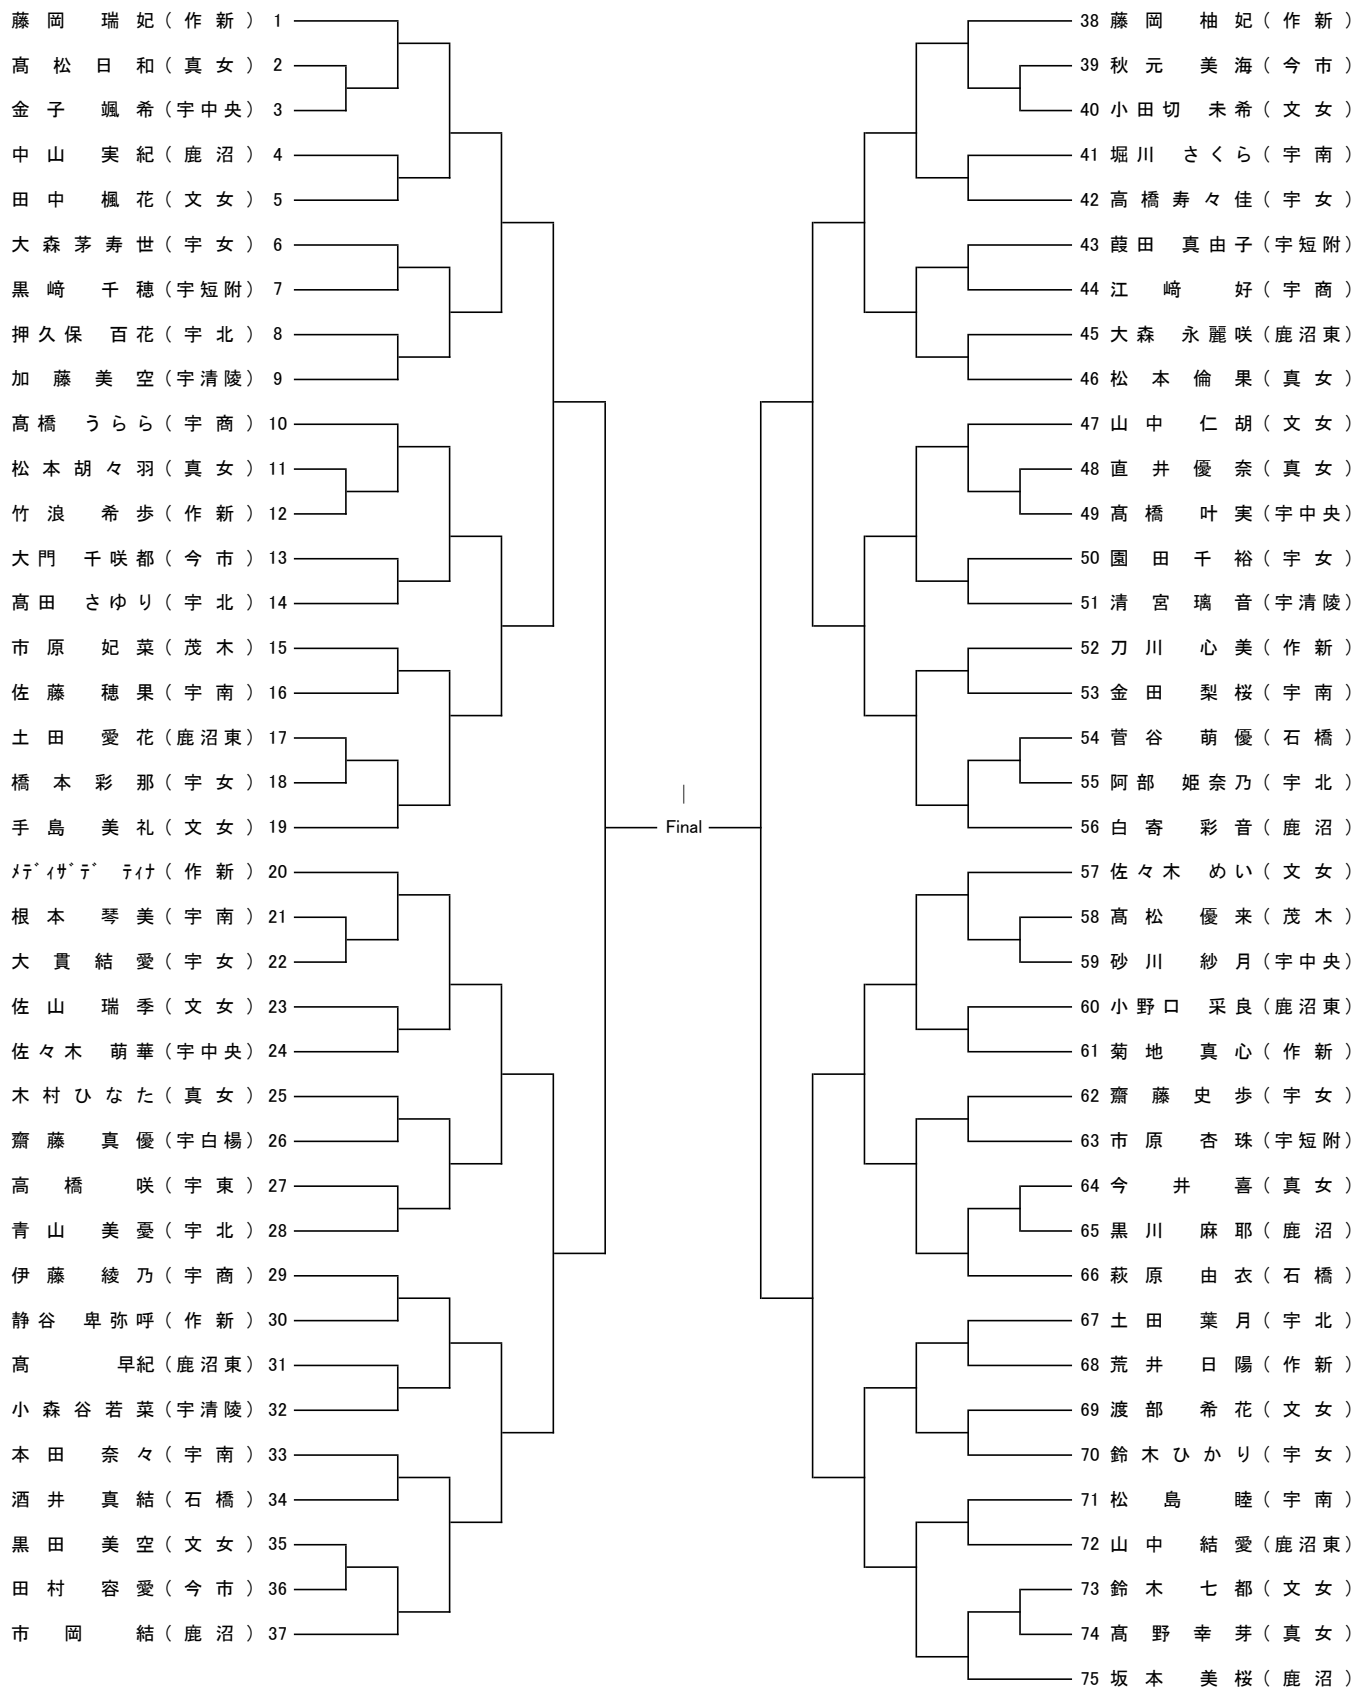 藤岡 瑞妃(作新) 1
髙松日和(真女) 2
金子 颯希(宇中央) 3
中山 実紀(鹿沼) 4
田中 楓花(文女) 5
大森茅寿世(宇女) 6
黒﨑 千穂(宇短附) 7
押久保 百花(宇北) 8
加藤美空(宇清陵) 9
髙橋 うらら(宇商) 10
松本胡々羽(真女) 11
竹浪 希歩(作新) 12
大門 千咲都(今市) 13
髙田 さゆり(宇北) 14
市原 妃菜(茂木) 15
佐藤 穂果(宇南) 16
土田 愛花(鹿沼東) 17
橋本彩那(宇女) 18
手島 美礼(文女) 19
ﾒﾃﾞｨｻﾞﾃﾞ ﾃｨﾅ(作新) 20
根本 琴美(宇南) 21
大貫結愛(宇女) 22
佐山 瑞季(文女) 23
佐々木 萌華(宇中央) 24
木村ひなた(真女) 25
齋藤 真優(宇白楊) 26
高橋 咲(宇東) 27
青山 美憂(宇北) 28
伊藤 綾乃(宇商) 29
静谷 卑弥呼(作新) 30
髙 早紀(鹿沼東) 31
小森谷若菜(宇清陵) 32
本田 奈々(宇南) 33
酒井 真結(石橋) 34
黒田 美空(文女) 35
田村 容愛(今市) 36
市岡 結(鹿沼) 37
Final
38 藤岡 柚妃(作新)
39 秋元 美海(今市)
40 小田切 未希(文女)
41 堀川 さくら(宇南)
42 高橋寿々佳(宇女)
43 葭田 真由子(宇短附)
44 江﨑 好(宇商)
45 大森 永麗咲(鹿沼東)
46 松本倫果(真女)
47 山中 仁胡(文女)
48 直井優奈(真女)
49 髙橋 叶実(宇中央)
50 園田千裕(宇女)
51 清宮璃音(宇清陵)
52 刀川 心美(作新)
53 金田 梨桜(宇南)
54 菅谷 萌優(石橋)
55 阿部 姫奈乃(宇北)
56 白寄 彩音(鹿沼)
57 佐々木 めい(文女)
58 髙松 優来(茂木)
59 砂川 紗月(宇中央)
60 小野口 采良(鹿沼東)
61 菊地 真心(作新)
62 齋藤史歩(宇女)
63 市原 杏珠(宇短附)
64 今井 喜(真女)
65 黒川 麻耶(鹿沼)
66 萩原 由衣(石橋)
67 土田 葉月(宇北)
68 荒井 日陽(作新)
69 渡部 希花(文女)
70 鈴木ひかり(宇女)
71 松島 睦(宇南)
72 山中 結愛(鹿沼東)
73 鈴木 七都(文女)
74 髙野幸芽(真女)
75 坂本 美桜(鹿沼)